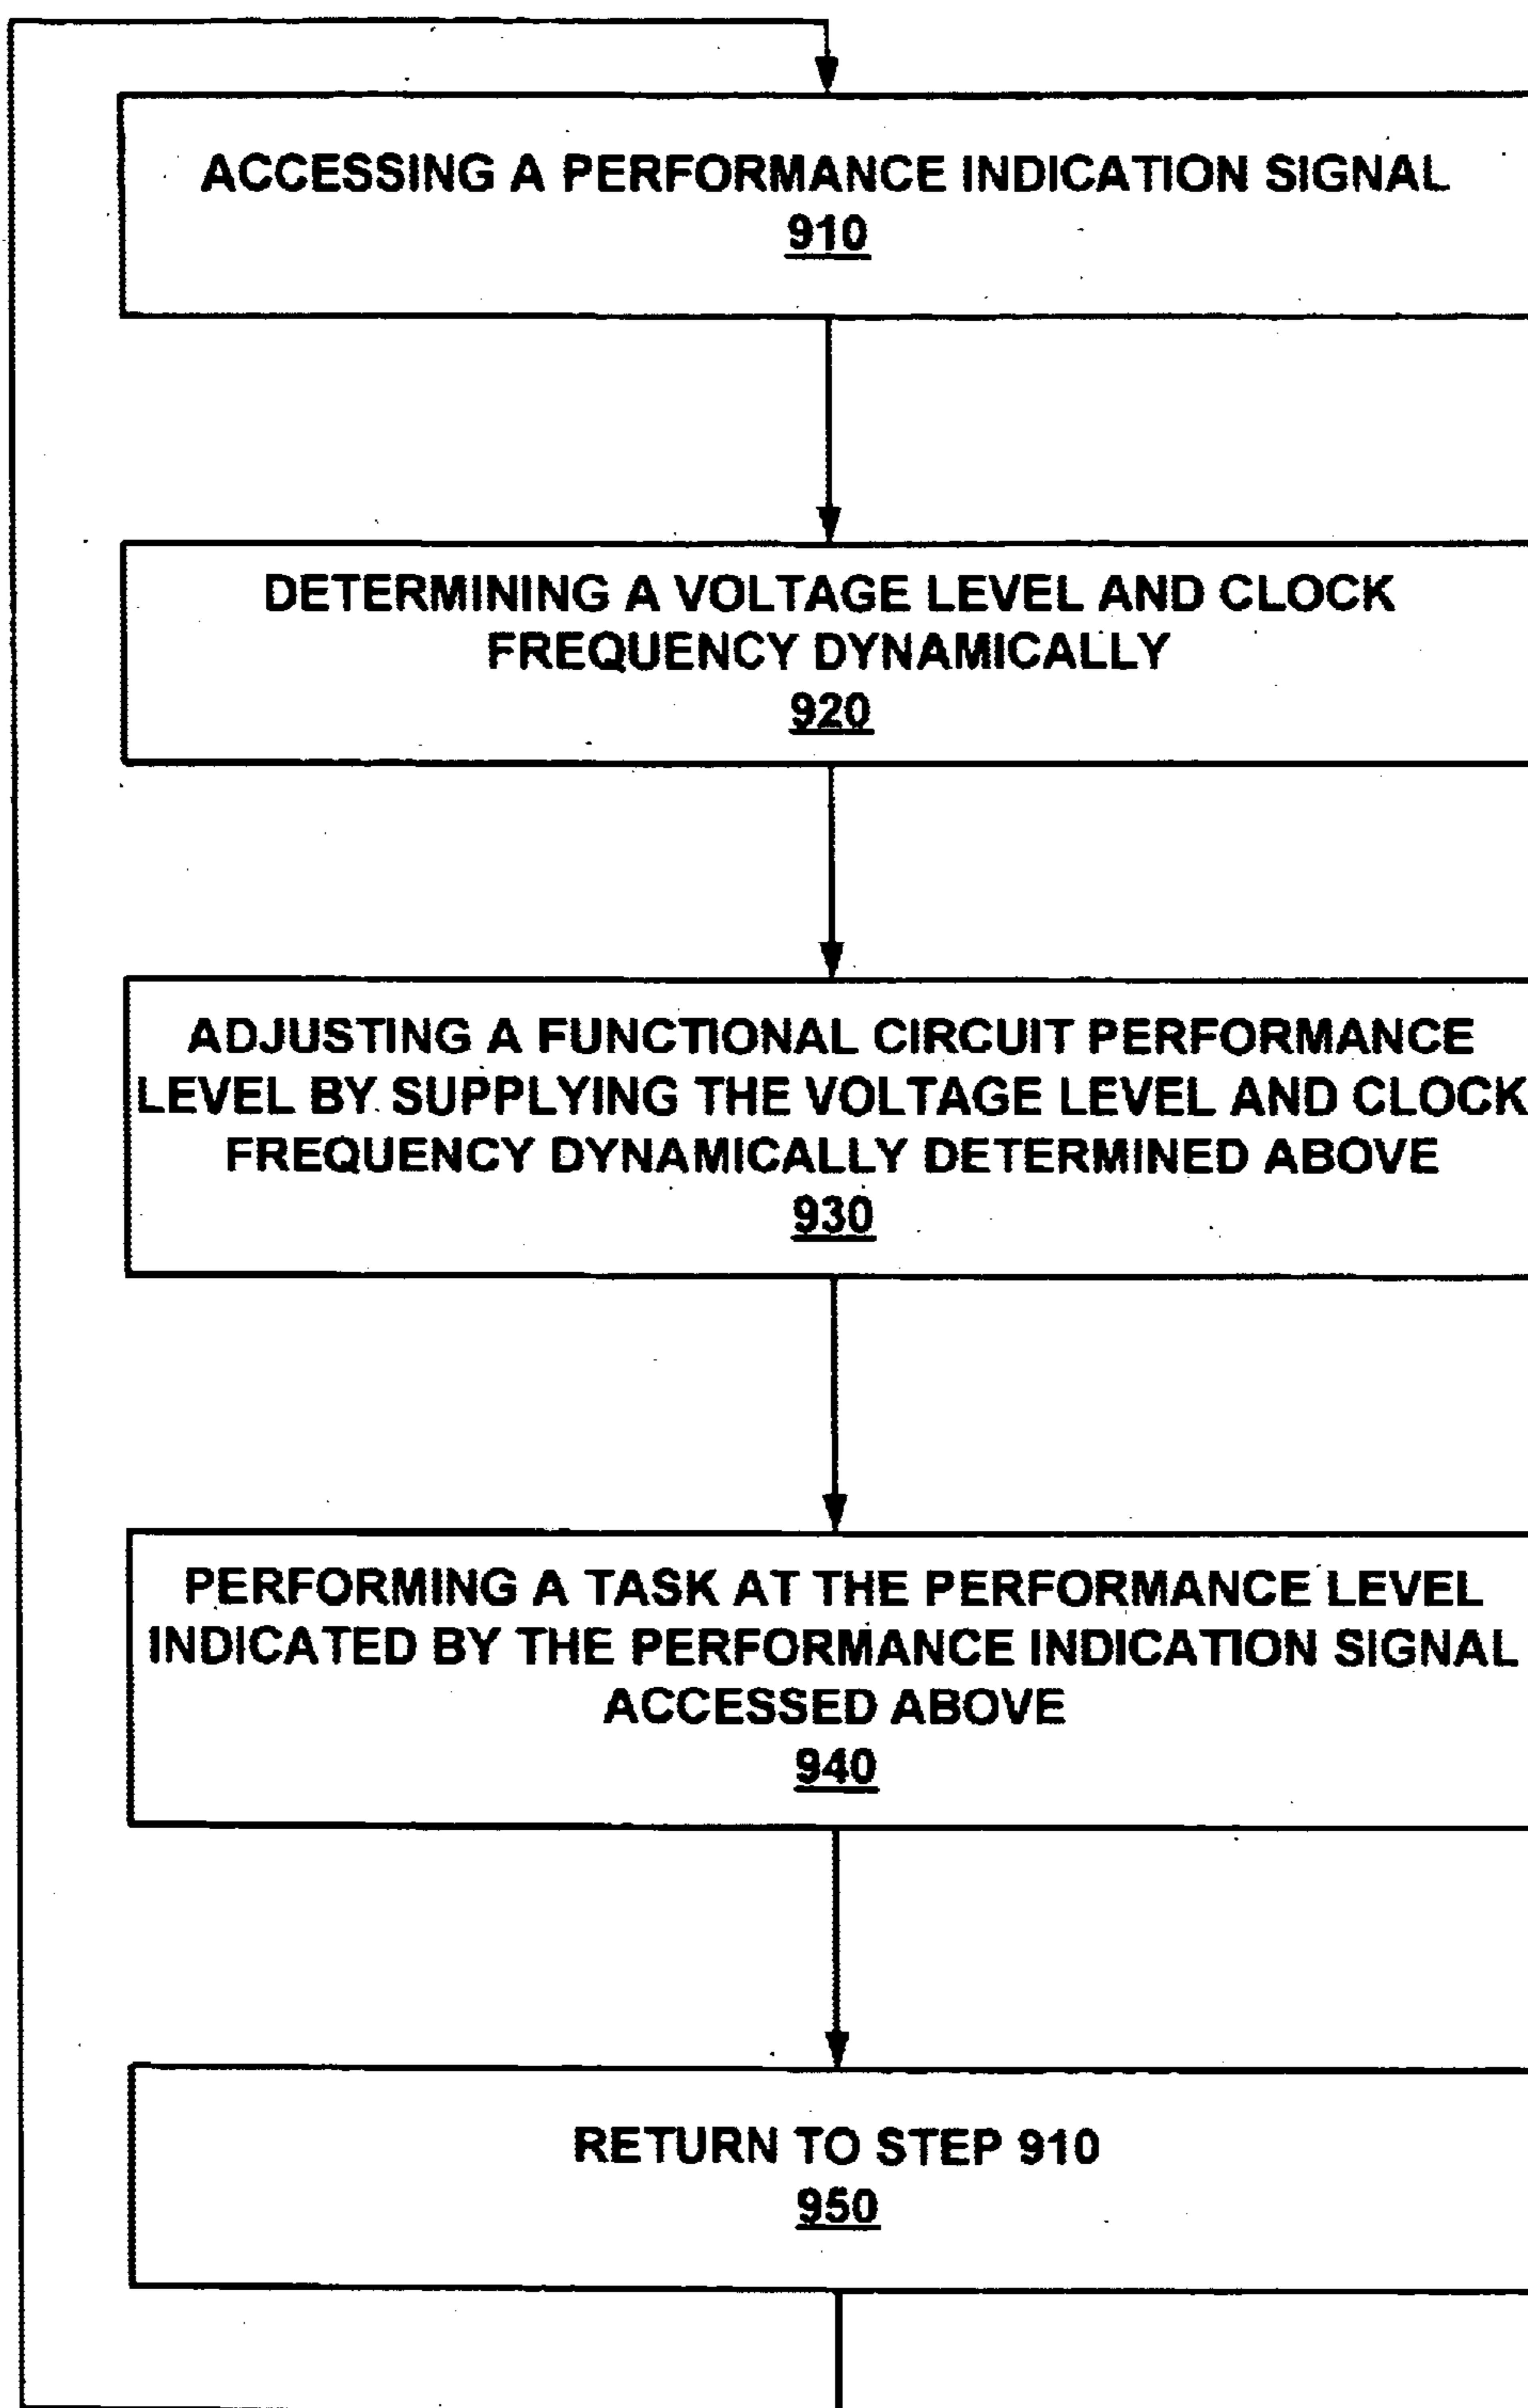 ACCESSING A PERFORMANCE INDICATION SIGNAL
910
DETERMINING A VOLTAGE LEVEL AND CLOCK
FREQUENCY DYNAMICALLY
920
ADJUSTING A FUNCTIONAL CIRCUIT PERFORMANCE
LEVEL BY SUPPLYING THE VOLTAGE LEVEL AND CLOCK
FREQUENCY DYNAMICALLY DETERMINED ABOVE
930
PERFORMING A TASK AT THE PERFORMANCE LEVEL
INDICATED BY THE PERFORMANCE INDICATION SIGNAL
ACCESSED ABOVE
940
RETURN TO STEP 910
950